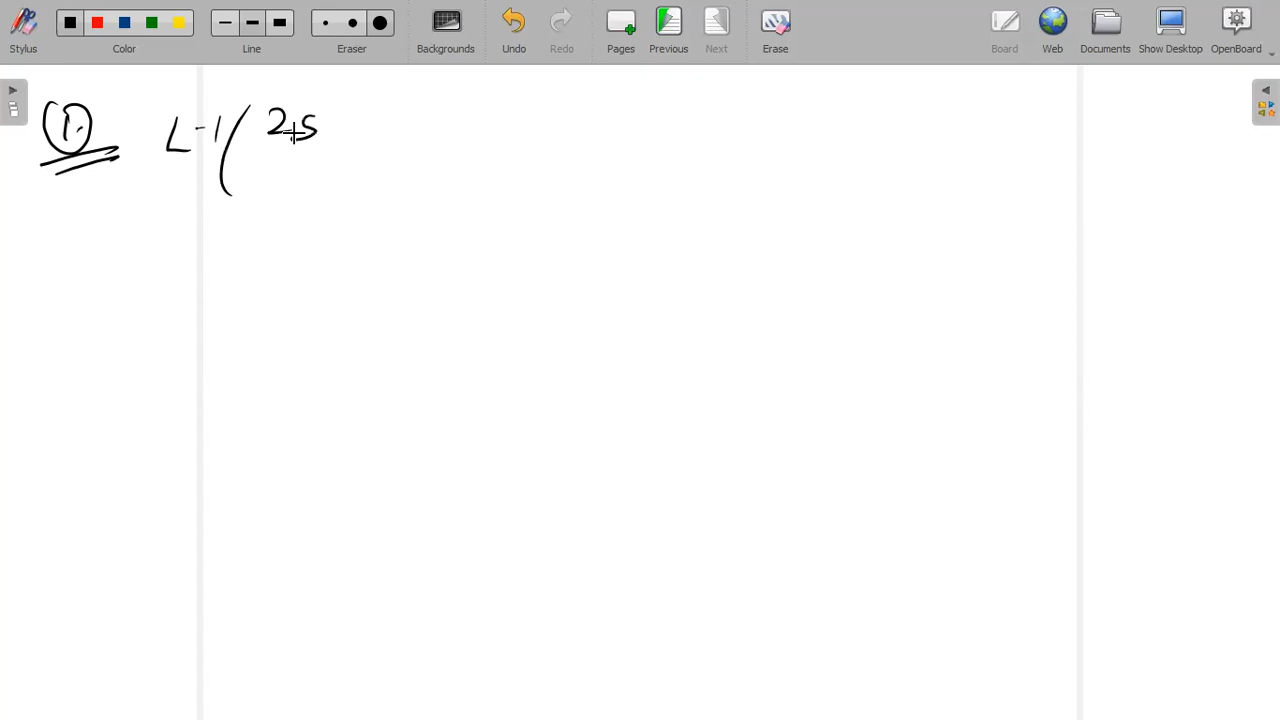 Stylus Color Line Eraser Backgrounds Undo Redo Pages Previous Next Erase Board Web Documents Show Desktop OpenBoard
① L-1( 2s